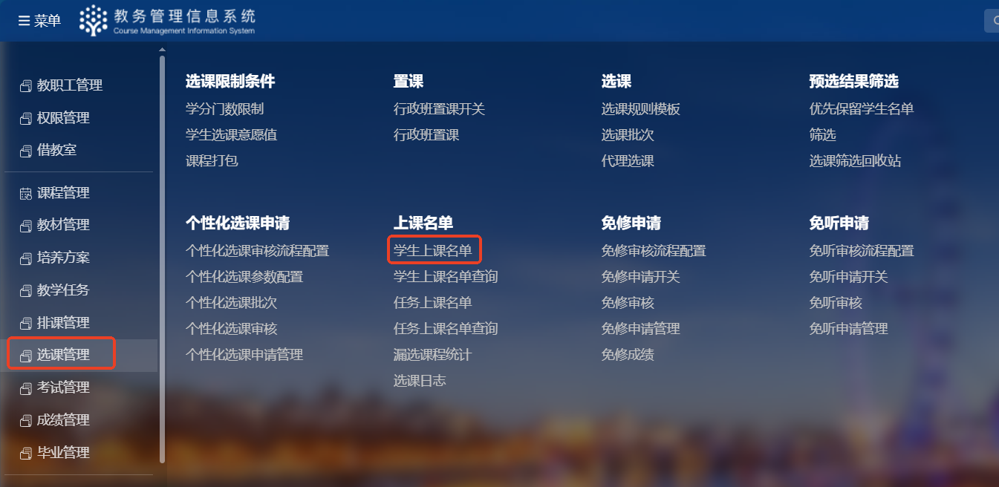 菜单
教务管理信息系统
Course Management Information System
教职工管理
权限管理
借教室
课程管理
教材管理
培养方案
教学任务
排课管理
选课管理
考试管理
成绩管理
毕业管理
选课限制条件
学分门数限制
学生选课意愿值
课程打包
置课
行政班置课开关
行政班置课
选课
选课规则模板
选课批次
代理选课
预选结果筛选
优先保留学生名单
筛选
选课筛选回收站
个性化选课申请
个性化选课审核流程配置
个性化选课参数配置
个性化选课批次
个性化选课审核
个性化选课申请管理
上课名单
学生上课名单
学生上课名单查询
任务上课名单
任务上课名单查询
漏选课程统计
选课日志
免修申请
免修审核流程配置
免修申请开关
免修审核
免修申请管理
免修成绩
免听申请
免听审核流程配置
免听申请开关
免听审核
免听申请管理